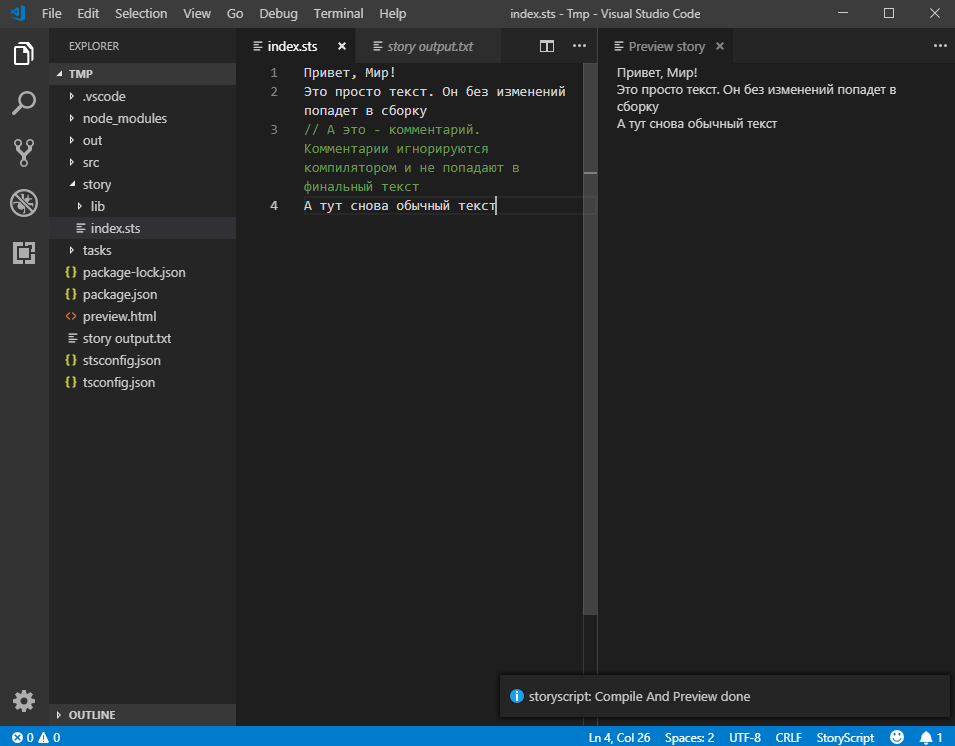 File Edit Selection View Go Debug Terminal Help index.sts - Tmp - Visual Studio Code
EXPLORER
TMP
.vscode
node_modules
out
src
story
lib
index.sts
tasks
package-lock.json
package.json
preview.html
story output.txt
stsconfig.json
tsconfig.json
OUTLINE
index.sts story output.txt
1 Привет, Мир!
2 Это просто текст. Он без изменений
попадет в сборку
3 // А это - комментарий.
Комментарии игнорируются
компилятором и не попадают в
финальный текст
4 А тут снова обычный текст
Preview story
Привет, Мир!
Это просто текст. Он без изменений попадет в
сборку
А тут снова обычный текст
storyscript: Compile And Preview done
0 0 Ln 4, Col 26 Spaces: 2 UTF-8 CRLF StoryScript 1